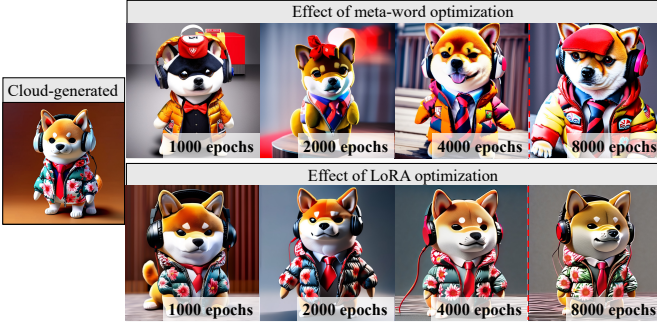 Effect of meta-word optimization
Cloud-generated
1000 epochs
2000 epochs
4000 epochs
8000 epochs
Effect of LoRA optimization
1000 epochs
2000 epochs
4000 epochs
8000 epochs